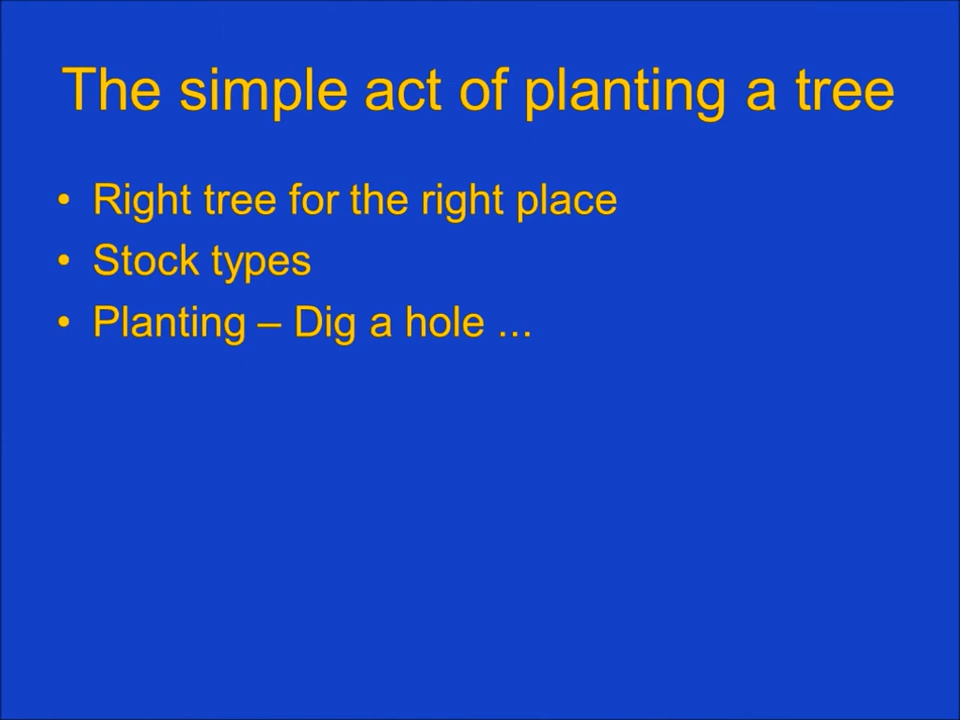 The simple act of planting a tree
• Right tree for the right place
• Stock types
• Planting – Dig a hole ...